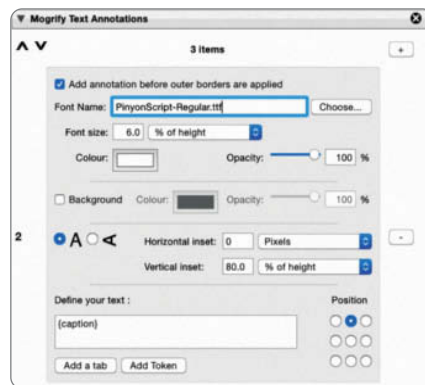 Mogrify Text Annotations
3 items
+
Add annotation before outer borders are applied
Font Name: PinyonScript-Regular.ttf Choose...
Font size: 6.0 % of height
Colour: Opacity: 100 %
Background Colour: Opacity: 100 %
2 A A Horizontal inset: 0 Pixels -
Vertical inset: 80.0 % of height
Define your text : Position
{caption}
Add a tab Add Token